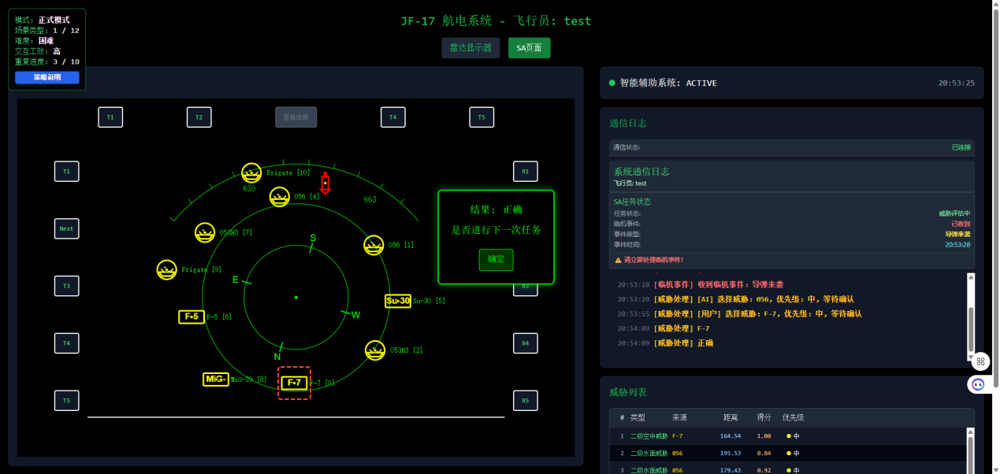 模式: 正式模式
场景类型: 1 / 12
难度: 困难
交互工效: 高
重复进度: 3 / 10
策略说明
JF-17 航电系统 - 飞行员: test
雷达显示器
SA页面
T1
T2
查看结果
T4
T5
T1
Next
T3
T4
T5
R1
R3
R4
R5
Frigate [10]
630
056 [4]
663
053H3 [7]
056 [1]
Frigate [9]
S
E
W
N
Su-30
Su-30 [5]
F-5
F-5 [6]
053H3 [2]
MiG-
MiG-29 [8]
F-7
F-7 [0]
结果: 正确
是否进行下一次任务
确定
智能辅助系统: ACTIVE
20:53:25
通信日志
通信状态:
已连接
系统通信日志
飞行员: test
SA任务状态
任务状态:
威胁评估中
临机事件:
已收到
事件类型:
导弹来袭
事件时间:
20:53:28
请立即处理临机事件!
20:53:28 [临机事件] 收到临机事件: 导弹来袭
20:53:29 [威胁处理] [AI] 选择威胁: 056, 优先级: 中, 等待确认
20:53:55 [威胁处理] [用户] 选择威胁: F-7, 优先级: 中, 等待确认
20:54:09 [威胁处理] F-7
20:54:09 [威胁处理] 正确
威胁列表
# 类型 来源 距离 得分 优先级
1 二级空中威胁 F-7 164.54 1.00 中
2 二级水面威胁 056 195.53 0.84 中
3 二级水面威胁 056 179.43 0.92 中